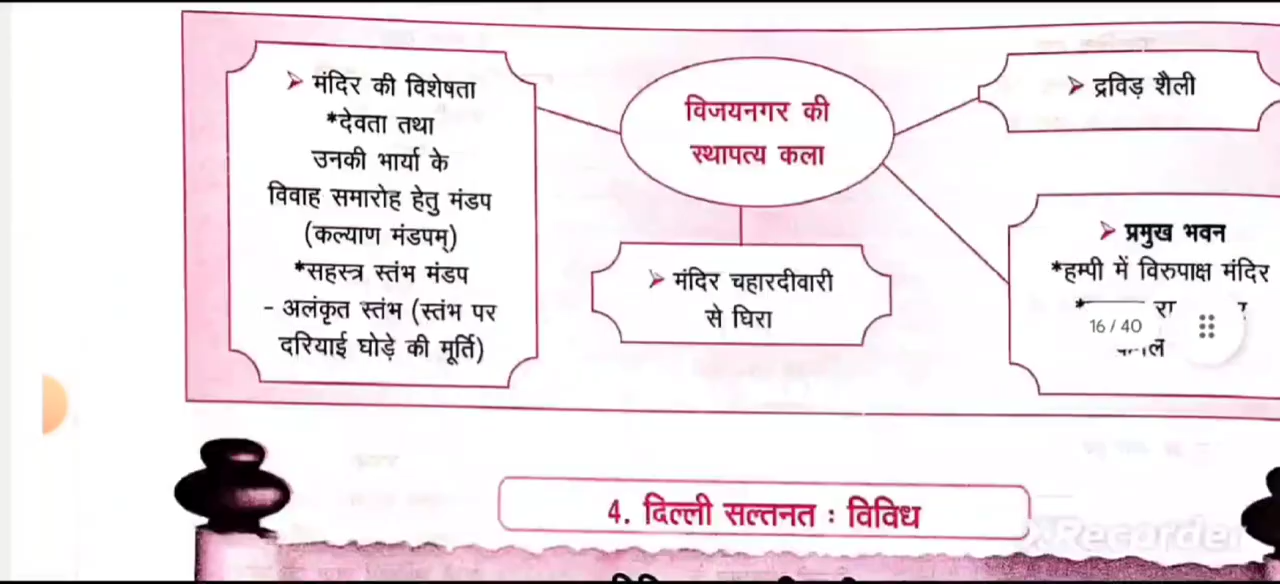 ➢ मंदिर की विशेषता
*देवता तथा
उनकी भार्या के
विवाह समारोह हेतु मंडप
(कल्याण मंडपम्)
*सहस्त्र स्तंभ मंडप
- अलंकृत स्तंभ (स्तंभ पर
दरियाई घोड़े की मूर्ति)
विजयनगर की
स्थापत्य कला
➢ मंदिर चहारदीवारी
से घिरा
➢ द्रविड़ शैली
➢ प्रमुख भवन
*हम्पी में विरुपाक्ष मंदिर
16 / 40
4. दिल्ली सल्तनत : विविध
Recorder